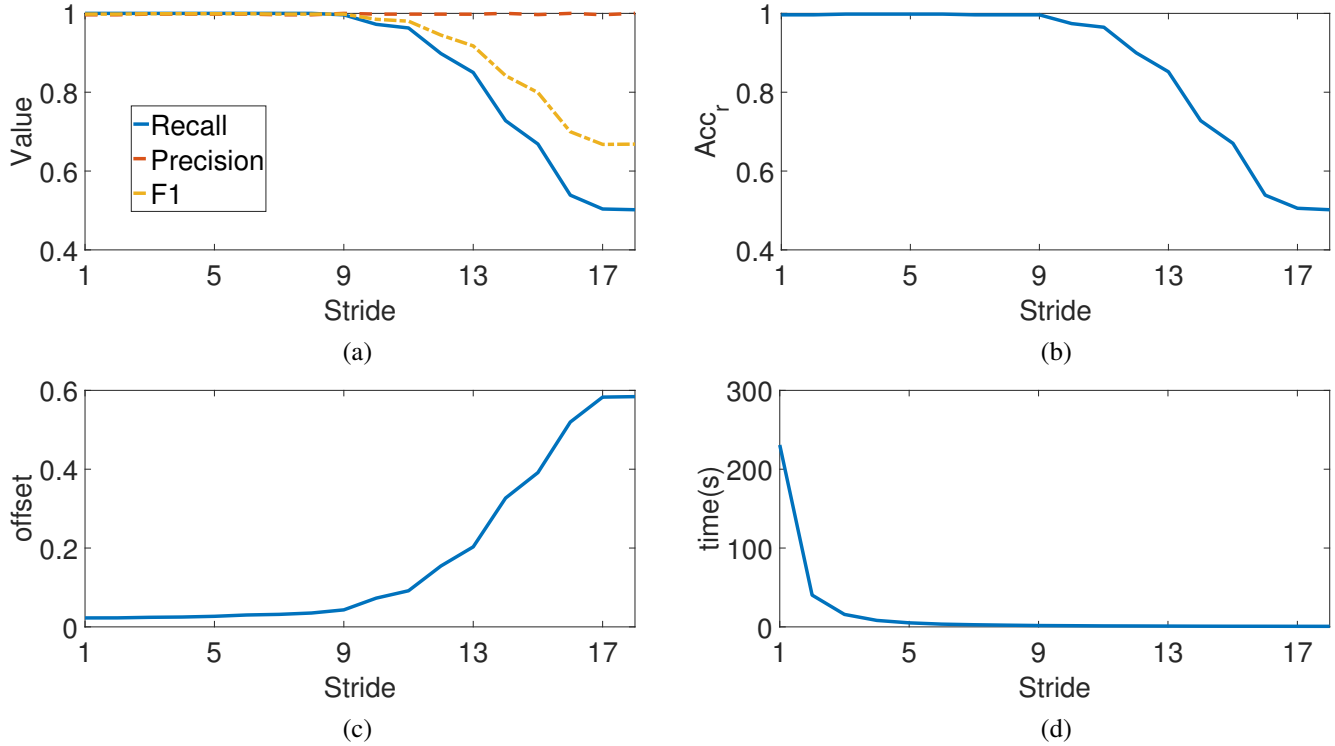 1
0.8
0.6
0.4
Value
Recall
Precision
F1
1 5 9 13 17
Stride
(a)
1
0.8
0.6
0.4
Acc_r
1 5 9 13 17
Stride
(b)
0.6
0.4
0.2
0
offset
1 5 9 13 17
Stride
(c)
300
200
100
0
time(s)
1 5 9 13 17
Stride
(d)